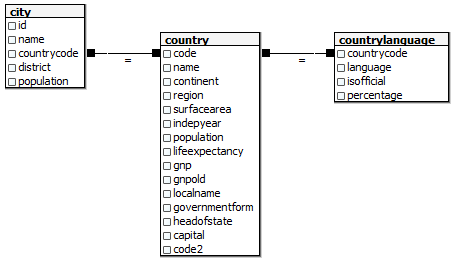 city
id
name
countrycode
district
population
=
country
code
name
continent
region
surfacearea
indepyear
population
lifeexpectancy
gnp
gnpold
localname
governmentform
headofstate
capital
code2
=
countrylanguage
countrycode
language
isofficial
percentage